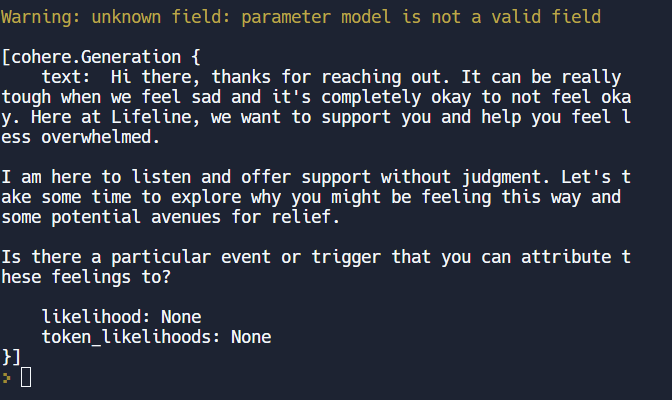 Warning: unknown field: parameter model is not a valid field
[cohere.Generation {
    text:  Hi there, thanks for reaching out. It can be really
tough when we feel sad and it's completely okay to not feel oka
y. Here at Lifeline, we want to support you and help you feel l
ess overwhelmed.
I am here to listen and offer support without judgment. Let's t
ake some time to explore why you might be feeling this way and
some potential avenues for relief.
Is there a particular event or trigger that you can attribute t
hese feelings to?
    likelihood: None
    token_likelihoods: None
}]
>